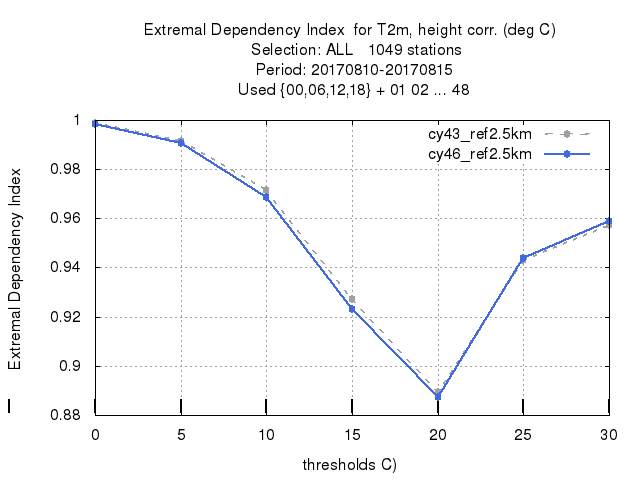 Extremal Dependency Index  for T2m, height corr. (deg C)
Selection: ALL   1049 stations
Period: 20170810-20170815
Used {00,06,12,18} + 01 02 ... 48
cy43_ref2.5km
cy46_ref2.5km
1
0.98
0.96
0.94
0.92
0.9
0.88
Extremal Dependency Index
0 5 10 15 20 25 30
thresholds C)